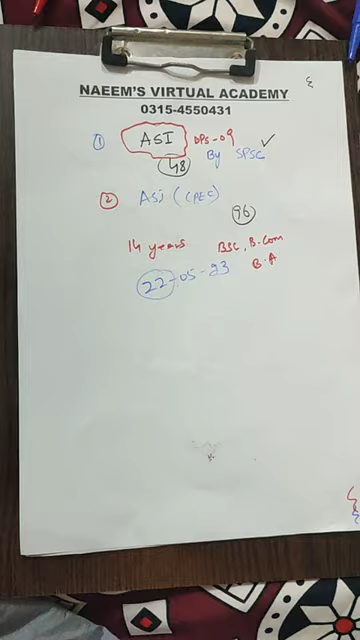 NAEEM'S VIRTUAL ACADEMY
0315-4550431
① ASI BPS-09
48 By SPSC ✓
② ASI (CPEC)
96
14 years BSC, B.Com
22-05-23 B.A